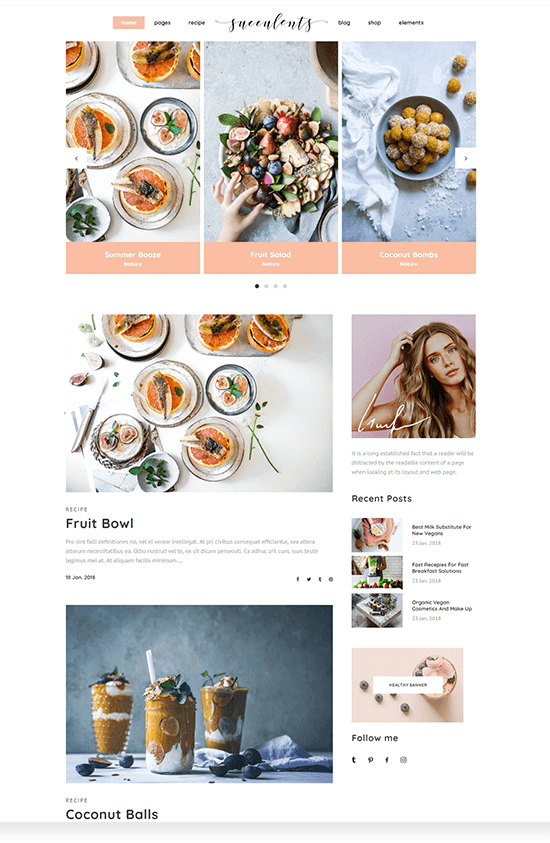 home pages recipe succulents blog shop elements
Summer Booze
Nature
Fruit Salad
Nature
Coconut Bombs
Nature
RECIPE
Fruit Bowl
Pro sint falli definitiones no, vel ei verear intellegat. At pri civibus consequat efficiantur, sea altera
alterum necessitatibus ea. Odio nostrud vel te, ex sit dicam persecuti. Ea adhuc zril cum, suas brute
legimus mel at. At aliquam facilis minimum ...
18 Jan. 2018
RECIPE
Coconut Balls
It is a long established fact that a reader will be
distracted by the readable content of a page
when looking at its layout and web page.
Recent Posts
Best Milk Substitute For
New Vegans
23 Jan, 2018
Fast Recepies For Fast
Breakfast Solutions
23 Jan, 2018
Organic Vegan
Cosmetics And Make Up
23 Jan, 2018
HEALTHY BANNER
Follow me